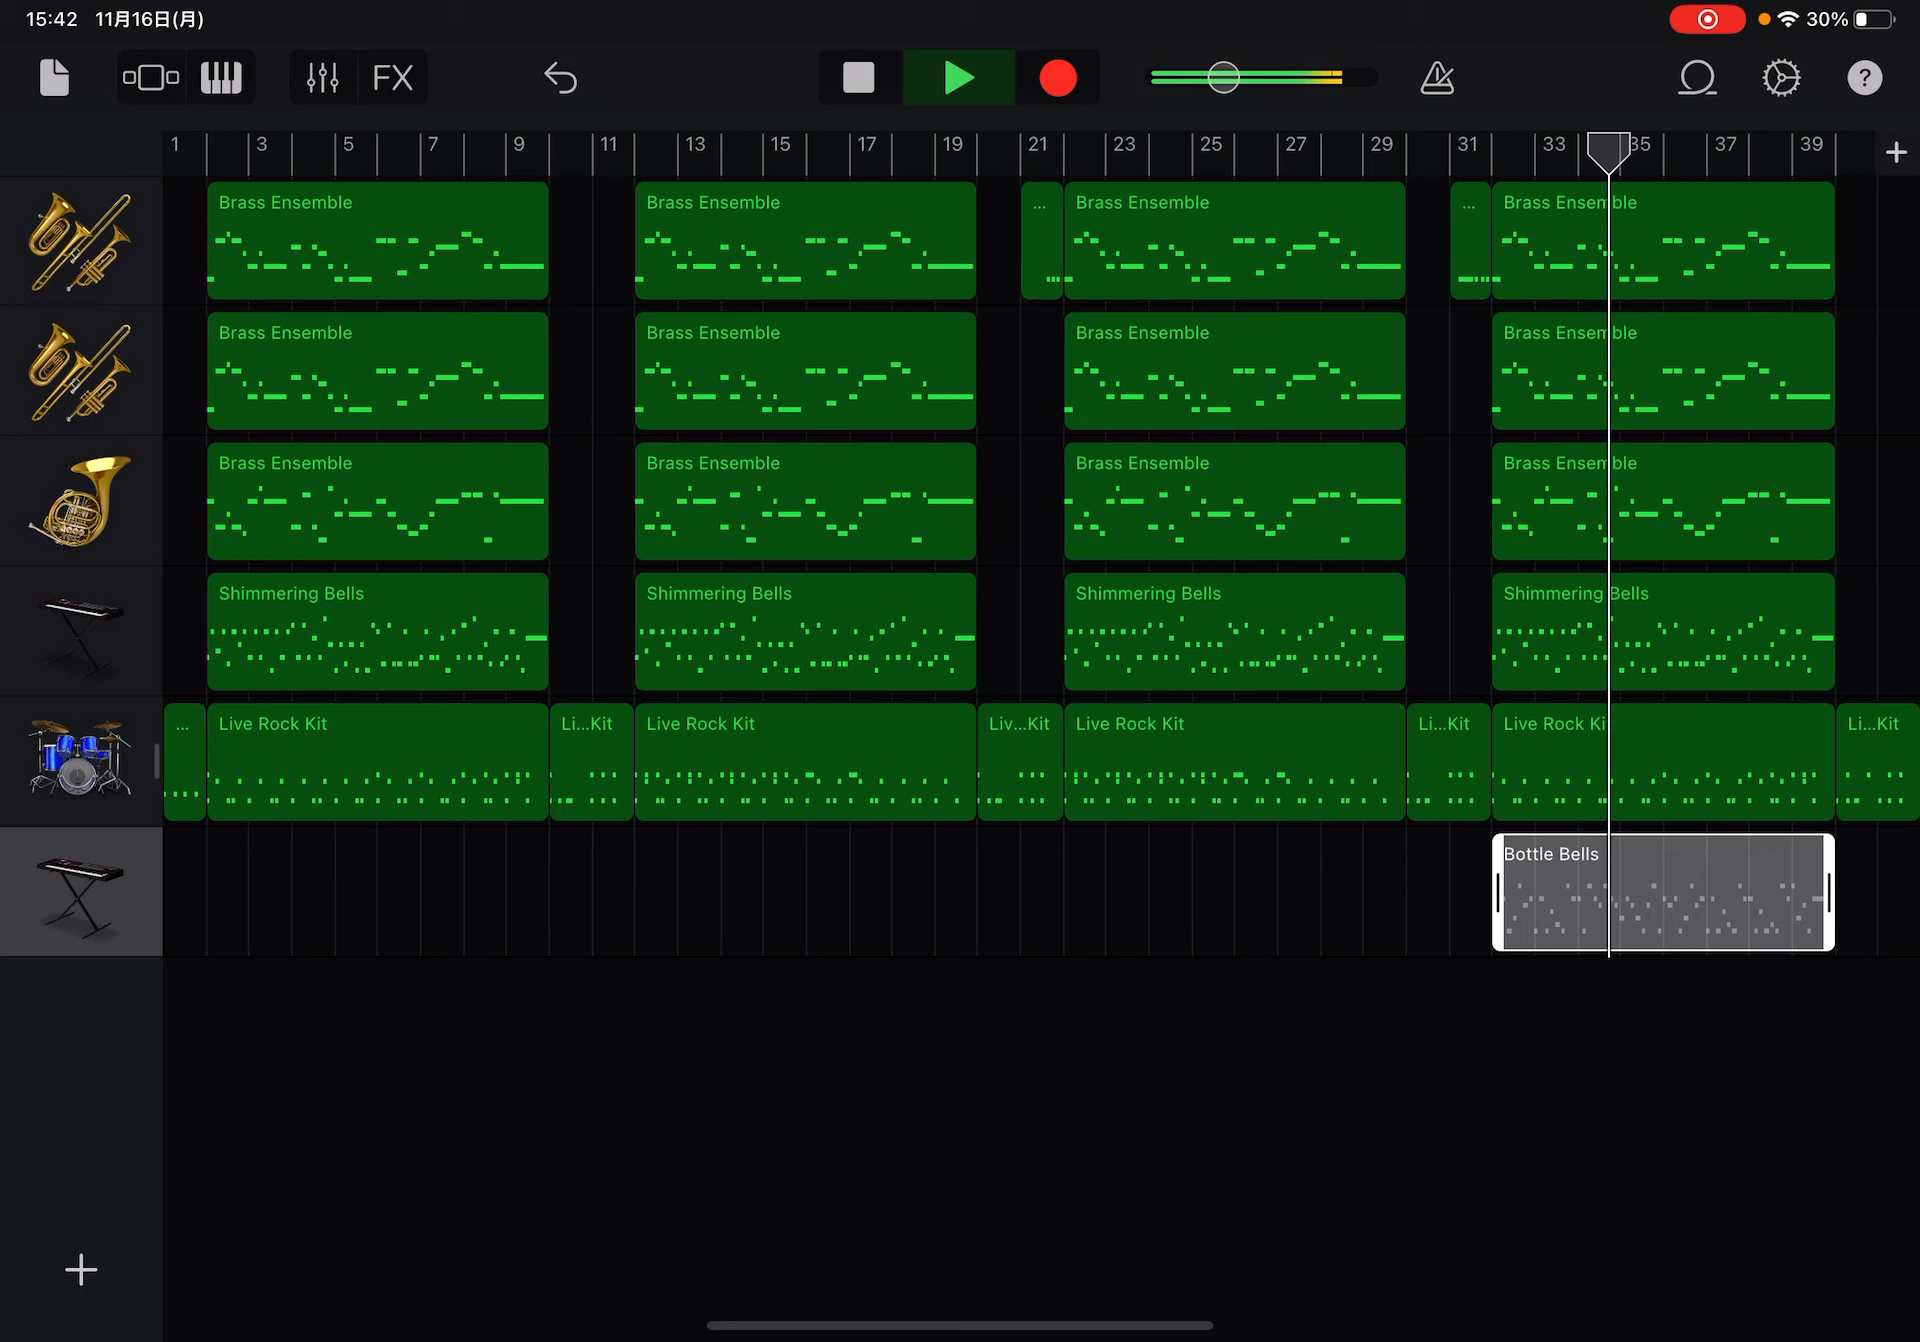 15:42 11月16日(月) 30%
FX ?
1 3 5 7 9 11 13 15 17 19 21 23 25 27 29 31 33 35 37 39
Brass Ensemble Brass Ensemble ... Brass Ensemble ... Brass Ensemble
Brass Ensemble Brass Ensemble Brass Ensemble Brass Ensemble
Brass Ensemble Brass Ensemble Brass Ensemble Brass Ensemble
Shimmering Bells Shimmering Bells Shimmering Bells Shimmering Bells
... Live Rock Kit Li...Kit Live Rock Kit Liv...Kit Live Rock Kit Li...Kit Live Rock Ki Li...Kit
Bottle Bells